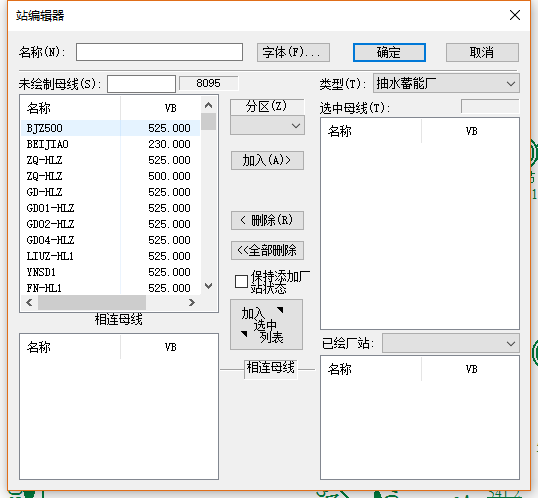 站编辑器
名称(N):
字体(F)...
确定
取消
未绘制母线(S):
8095
类型(T):
抽水蓄能厂
名称 VB
BJZ500 525.000
BEIJIAO 230.000
ZQ-HLZ 525.000
ZQ-HLZ 500.000
GD-HLZ 525.000
GD01-HLZ 525.000
GD02-HLZ 525.000
GD04-HLZ 525.000
LIUZ-HL1 525.000
YNSD1 525.000
FN-HL1 525.000
分区(Z)
加入(A)>
< 删除(R)
<<全部删除
保持添加厂
站状态
加入
选中
列表
选中母线(T):
名称 VB
相连母线
名称 VB
相连母线
已绘厂站:
名称 VB